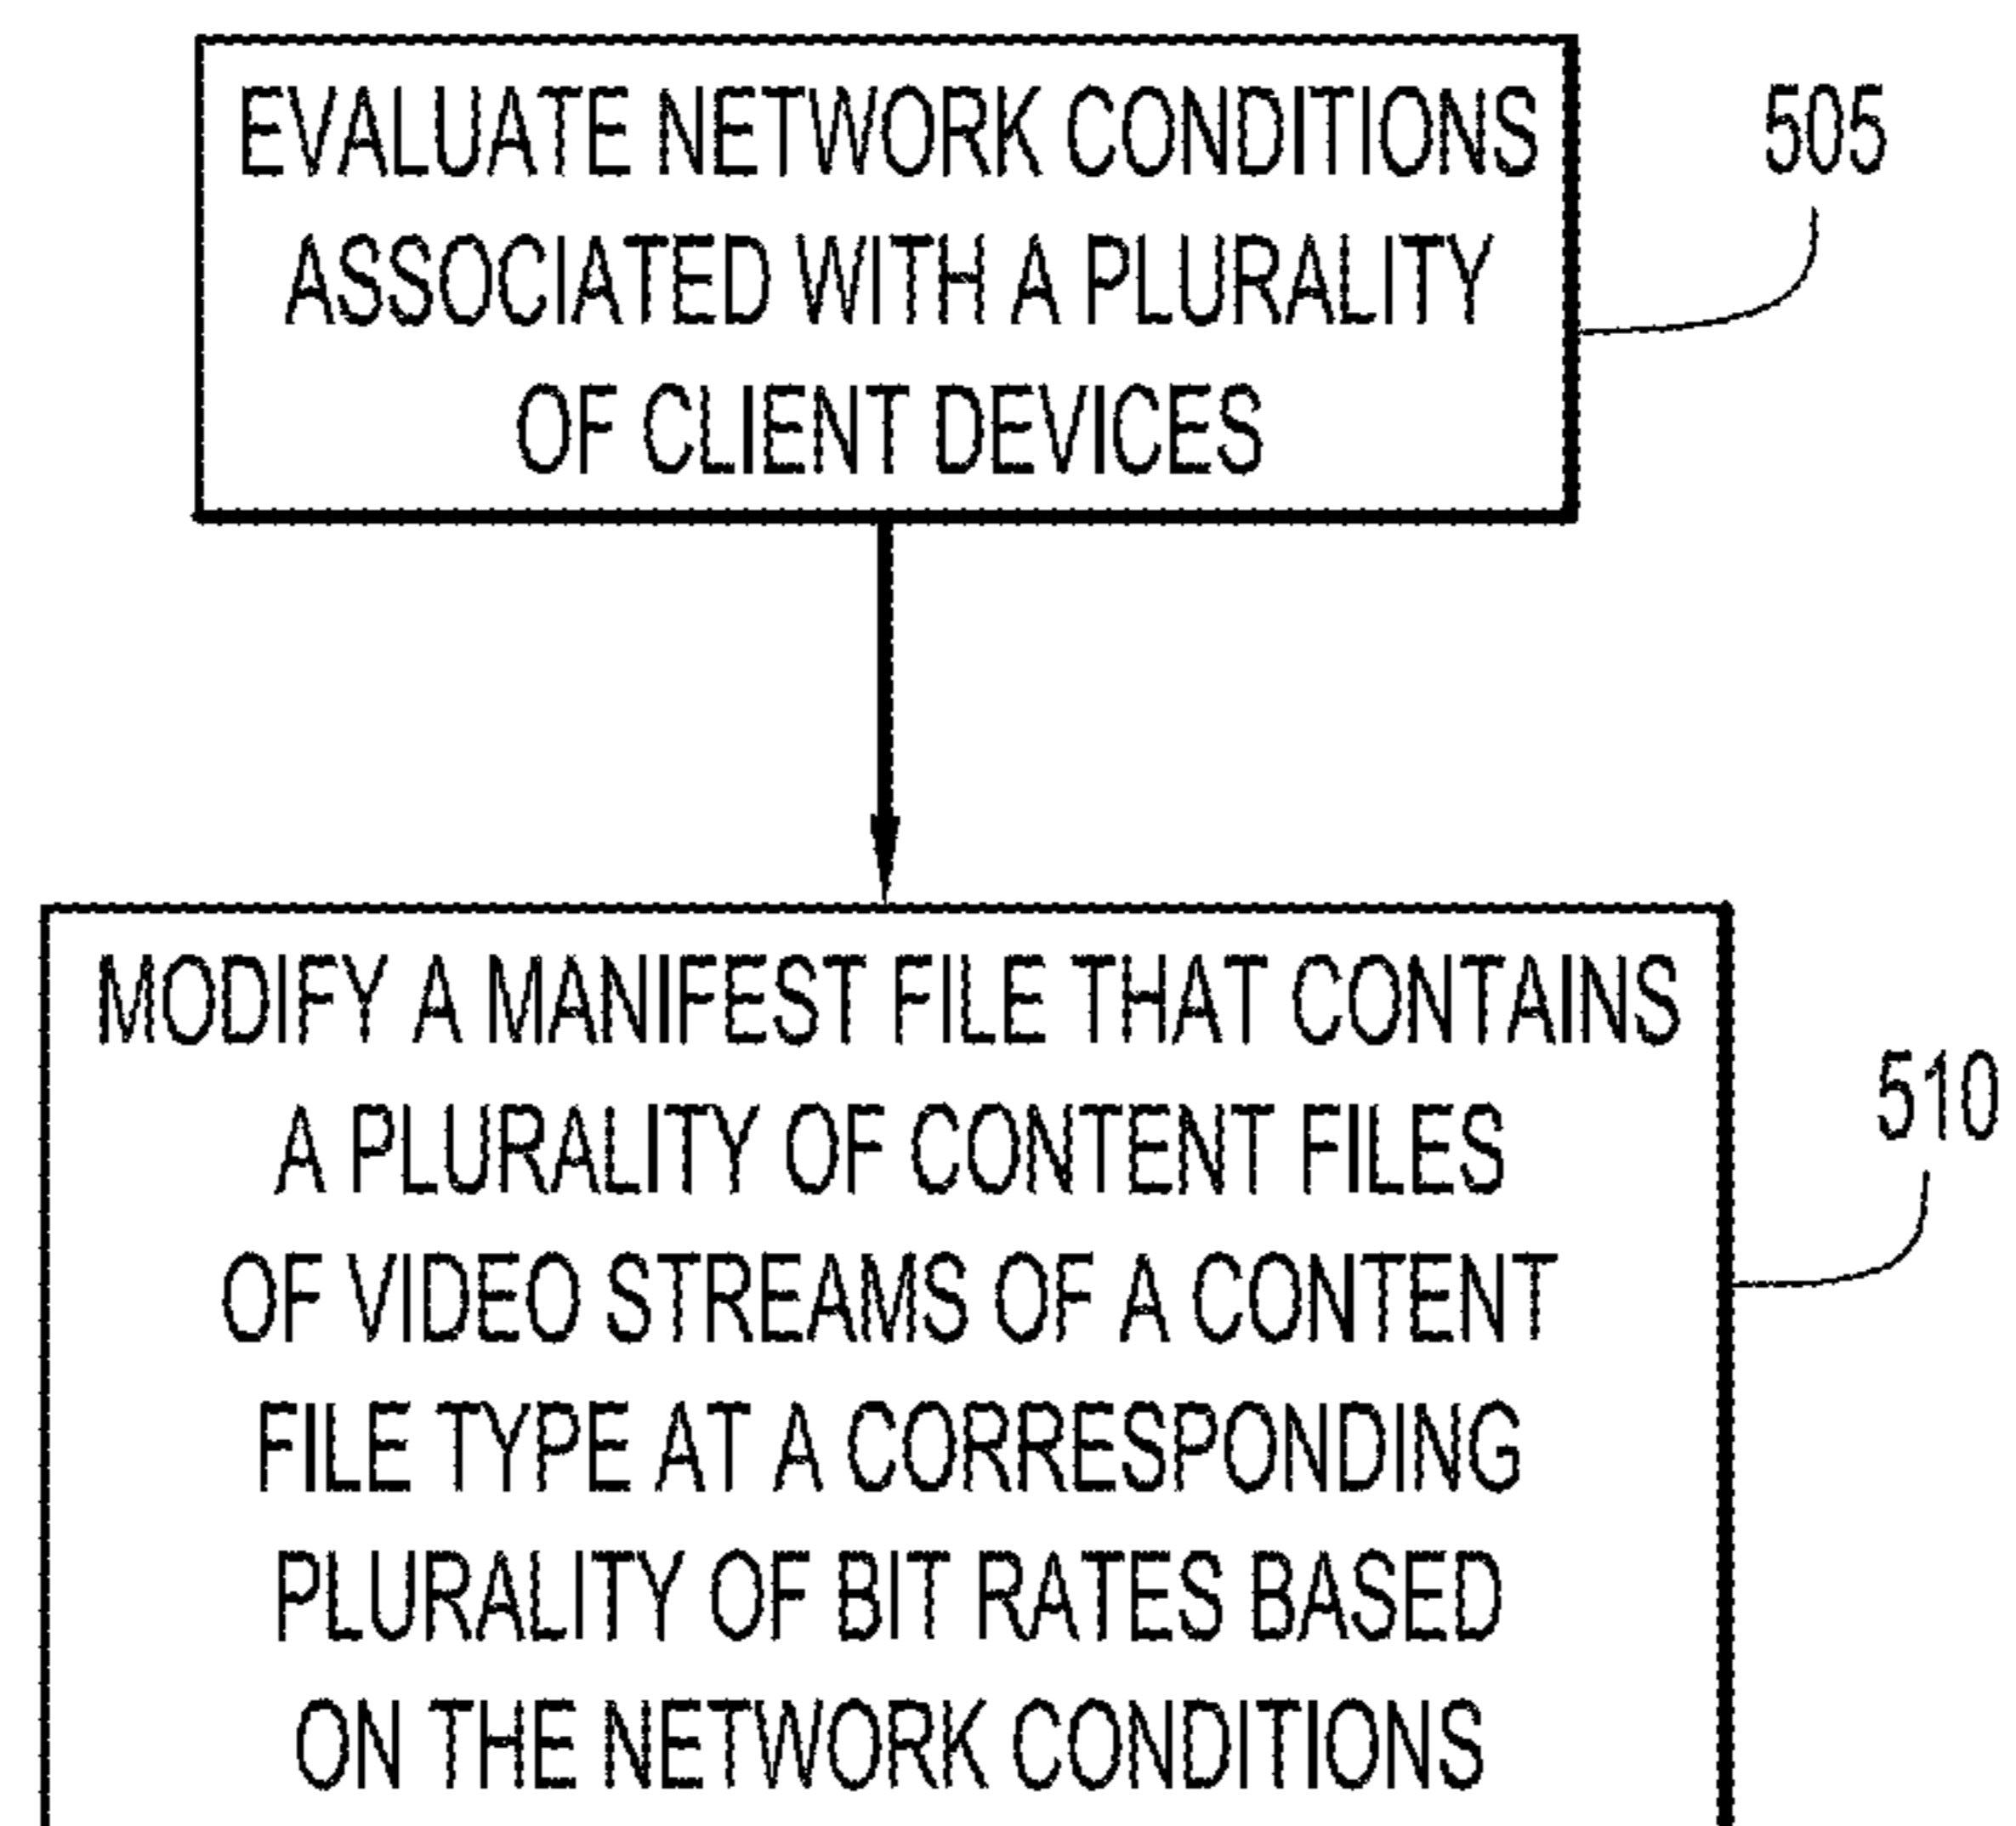 EVALUATE NETWORK CONDITIONS
ASSOCIATED WITH A PLURALITY
OF CLIENT DEVICES
505
MODIFY A MANIFEST FILE THAT CONTAINS
A PLURALITY OF CONTENT FILES
OF VIDEO STREAMS OF A CONTENT
FILE TYPE AT A CORRESPONDING
PLURALITY OF BIT RATES BASED
ON THE NETWORK CONDITIONS
510